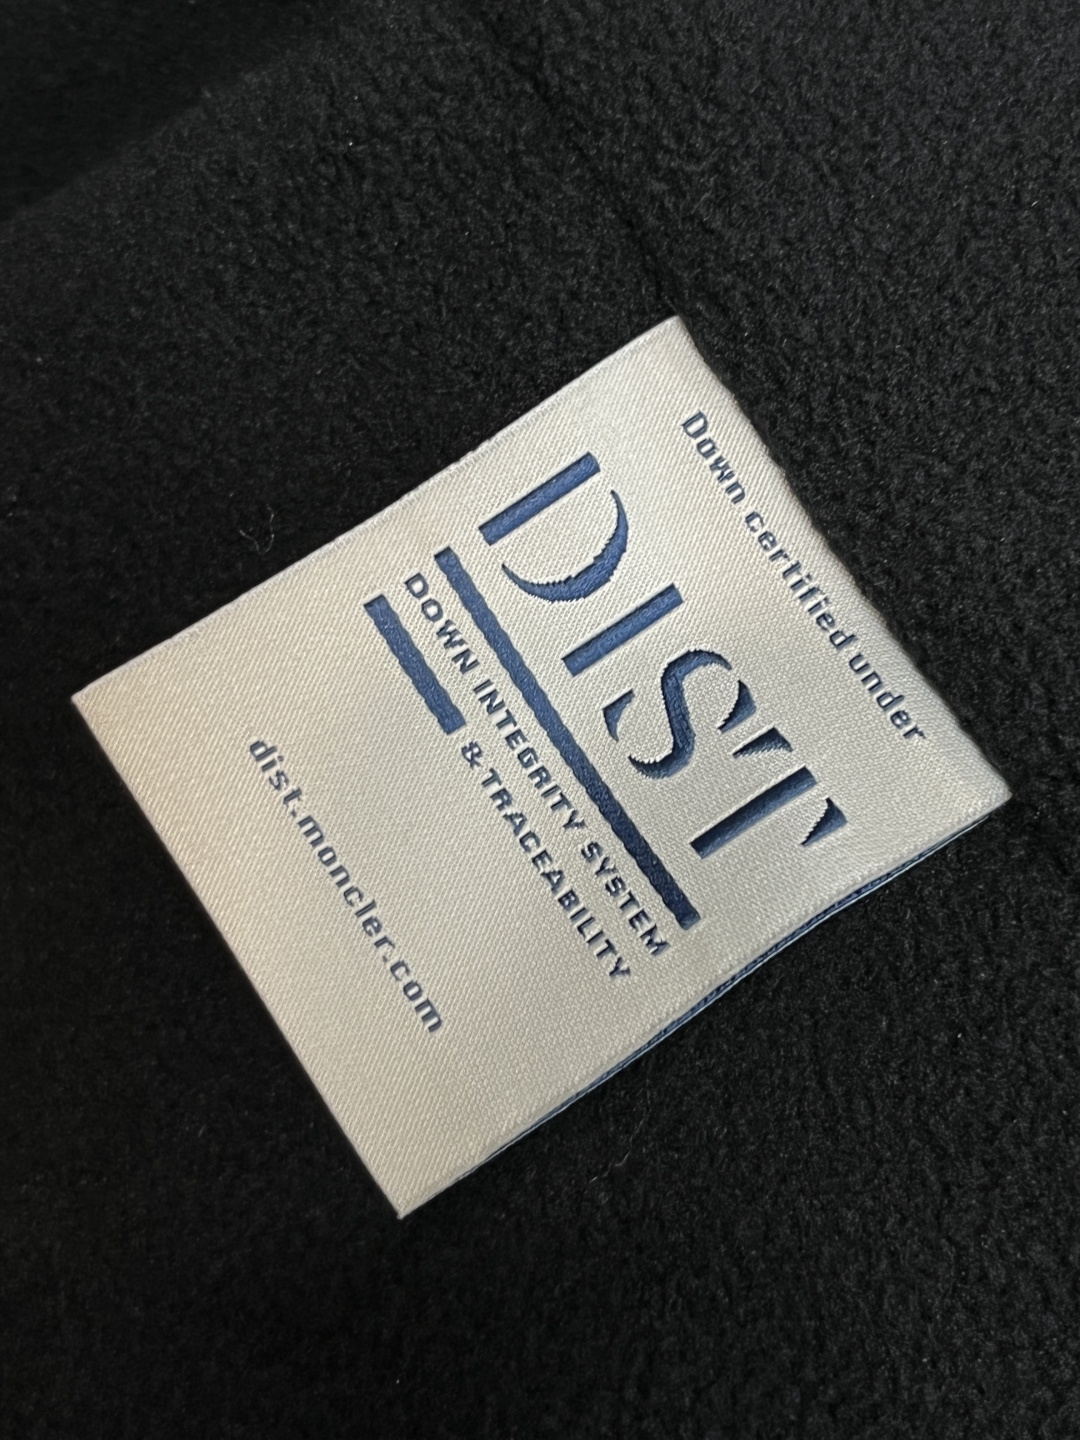 Down certified under
DIST
DOWN INTEGRITY SYSTEM
& TRACEABILITY
dist.moncler.com